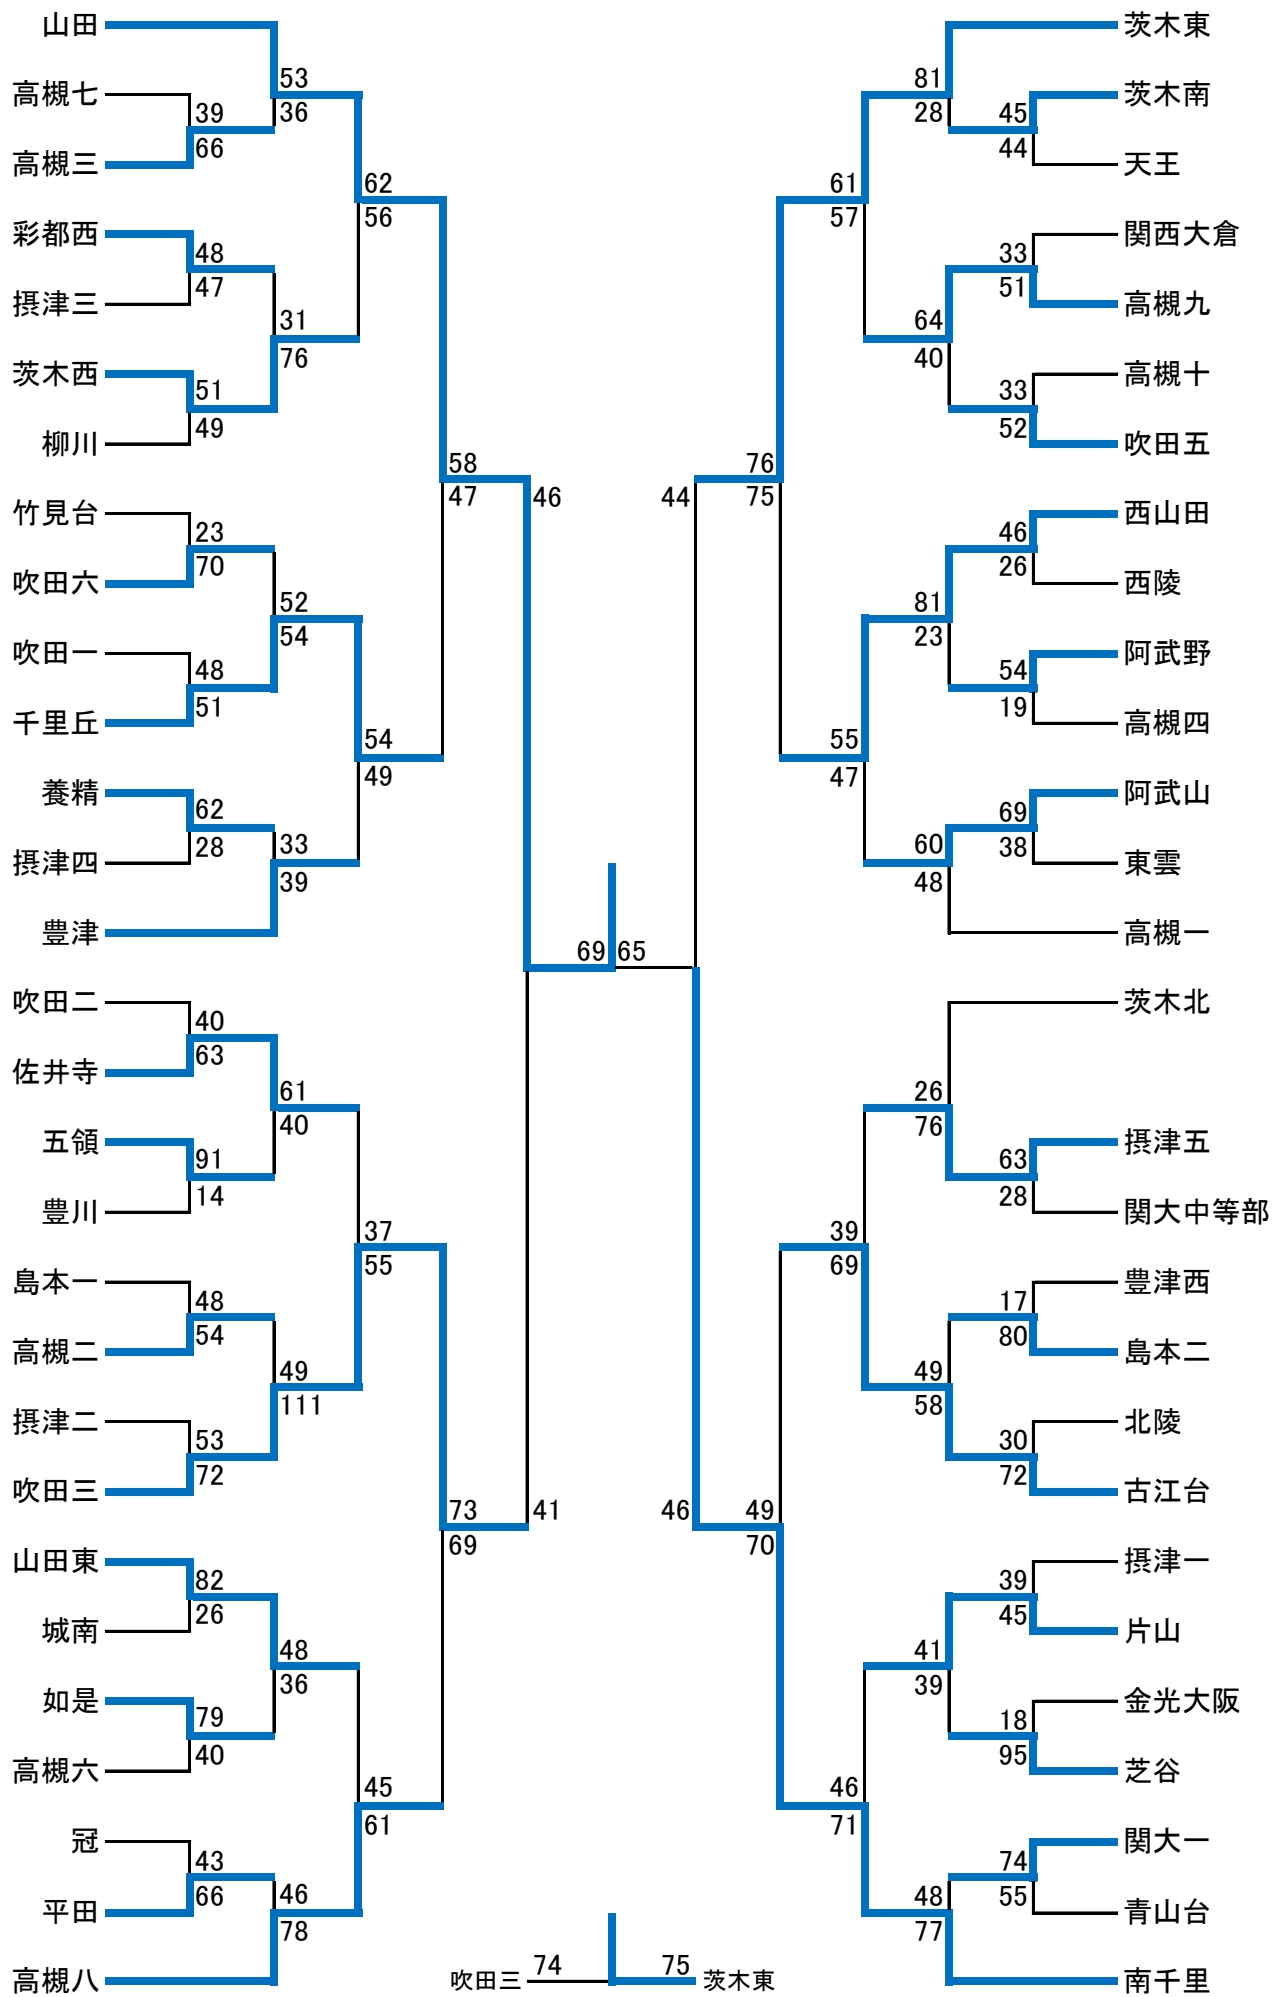 山田 茨木東
53 81
高槻七 36 28 茨木南
39 45
66 44
高槻三 天王
62 61
56 57
彩都西 関西大倉
48 33
47 51
摂津三 高槻九
31 64
76 40
茨木西 高槻十
51 33
49 52
柳川 吹田五
58 76
47 46 44 75
竹見台 西山田
23 46
70 26
吹田六 西陵
52 81
54 23
吹田一 阿武野
48 54
51 19
千里丘 高槻四
54 55
49 47
養精 阿武山
62 69
28 38
33 60
摂津四 東雲
39 48
豊津 高槻一
69 65
吹田二 茨木北
40
63
佐井寺
61 26
40 76
五領 摂津五
91 63
14 28
豊川 関大中等部
37 39
55 69
島本一 豊津西
48 17
54 80
高槻二 島本二
49 49
111 58
摂津二 北陵
53 30
72 72
吹田三 古江台
73 41 46 49
69 70
山田東 摂津一
82 39
26 45
城南 片山
48 41
36 39
如是 金光大阪
79 18
40 95
高槻六 芝谷
45 46
61 71
冠 関大一
43 74
66 55
46 48
平田 青山台
78 77
74 75
高槻八 吹田三 茨木東 南千里